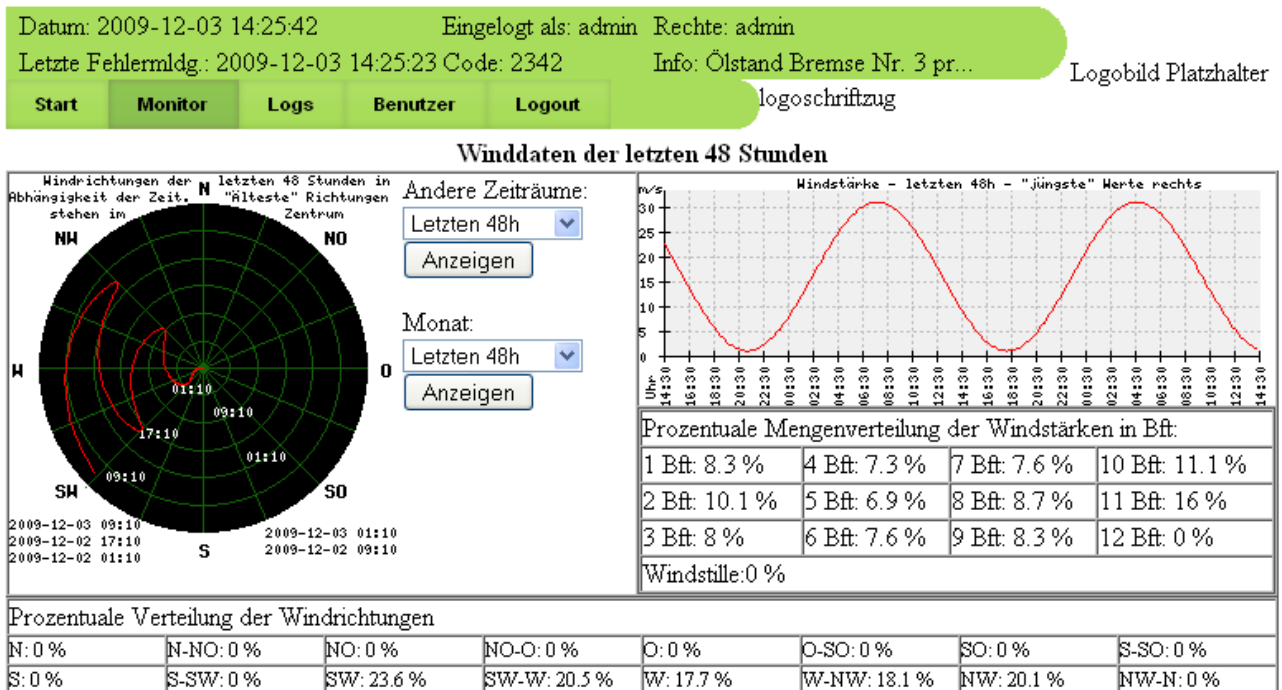 Datum: 2009-12-03 14:25:42 Eingelogt als: admin Rechte: admin
Letzte Fehlermldg.: 2009-12-03 14:25:23 Code: 2342 Info: Ölstand Bremse Nr. 3 pr...
Logobild Platzhalter
Start Monitor Logs Benutzer Logout
logoschriftzug
Winddaten der letzten 48 Stunden
Windrichtungen der letzten 48 Stunden in
Abhängigkeit der Zeit. "Älteste" Richtungen
stehen im Zentrum
N
NW
NO
W
O
01:10
09:10
17:10
01:10
09:10
SW
SO
S
2009-12-03 09:10
2009-12-02 17:10
2009-12-02 01:10
2009-12-03 01:10
2009-12-02 09:10
Andere Zeiträume:
Letzten 48h
Anzeigen
Monat:
Letzten 48h
Anzeigen
m/s
Windstärke - letzten 48h - "jüngste" Werte rechts
30
25
20
15
10
5
0
Uhr
14:30 16:30 18:30 20:30 22:30 00:30 02:30 04:30 06:30 08:30 10:30 12:30 14:30 16:30 18:30 20:30 22:30 00:30 02:30 04:30 06:30 08:30 10:30 12:30 14:30
Prozentuale Mengenverteilung der Windstärken in Bft:
1 Bft: 8.3 % 4 Bft: 7.3 % 7 Bft: 7.6 % 10 Bft: 11.1 %
2 Bft: 10.1 % 5 Bft: 6.9 % 8 Bft: 8.7 % 11 Bft: 16 %
3 Bft: 8 % 6 Bft: 7.6 % 9 Bft: 8.3 % 12 Bft: 0 %
Windstille:0 %
Prozentuale Verteilung der Windrichtungen
N: 0 % N-NO: 0 % NO: 0 % NO-O: 0 % O: 0 % O-SO: 0 % SO: 0 % S-SO: 0 %
S: 0 % S-SW: 0 % SW: 23.6 % SW-W: 20.5 % W: 17.7 % W-NW: 18.1 % NW: 20.1 % NW-N: 0 %